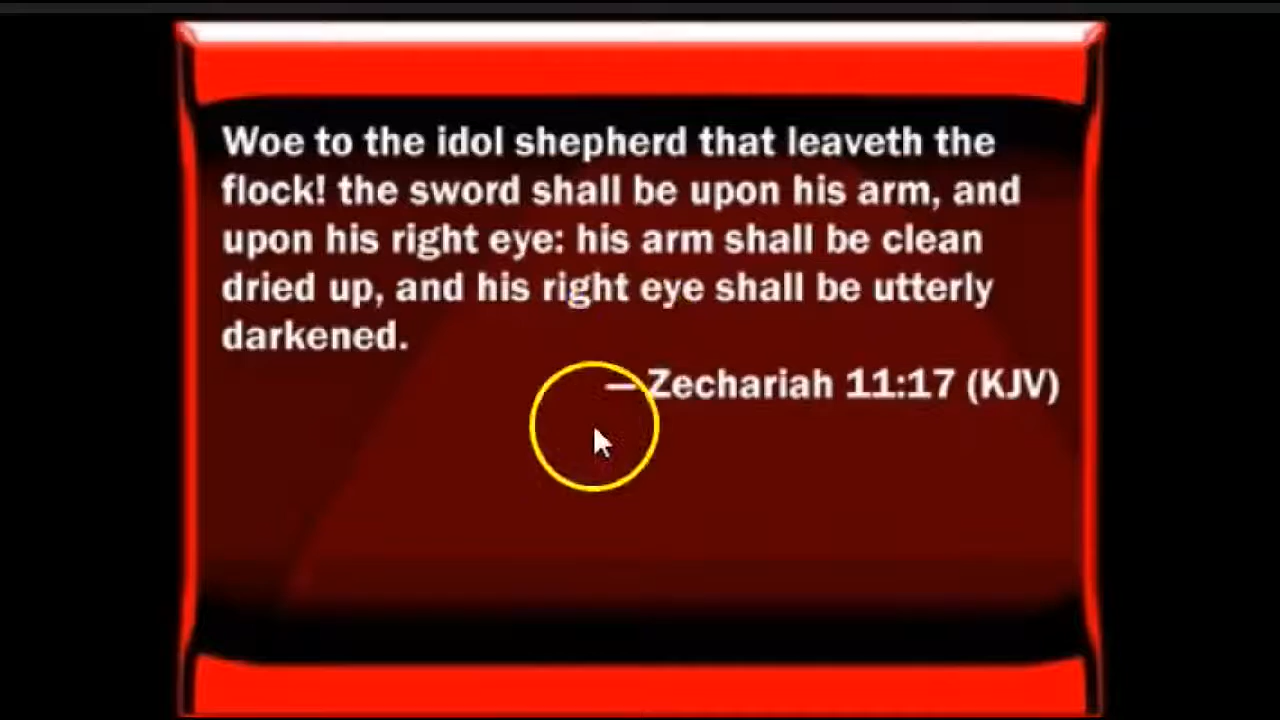 Woe to the idol shepherd that leaveth the
flock! the sword shall be upon his arm, and
upon his right eye: his arm shall be clean
dried up, and his right eye shall be utterly
darkened.
— Zechariah 11:17 (KJV)